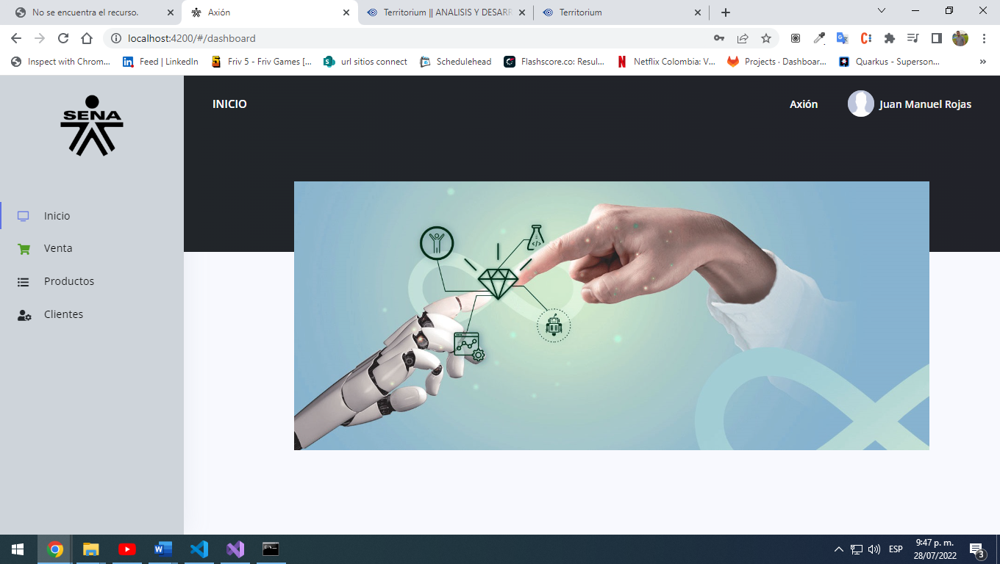 No se encuentra el recurso.
Axión
Territorium || ANALISIS Y DESARR
Territorium
localhost:4200/#/dashboard
Inspect with Chrom...
Feed | LinkedIn
Friv 5 - Friv Games [...
url sitios connect
Schedulehead
Flashscore.co: Resul...
Netflix Colombia: V...
Projects · Dashboar...
Quarkus - Superson...
»
SENA
INICIO
Axión
Juan Manuel Rojas
Inicio
Venta
Productos
Clientes
</>
ESP
9:47 p. m.
28/07/2022
3